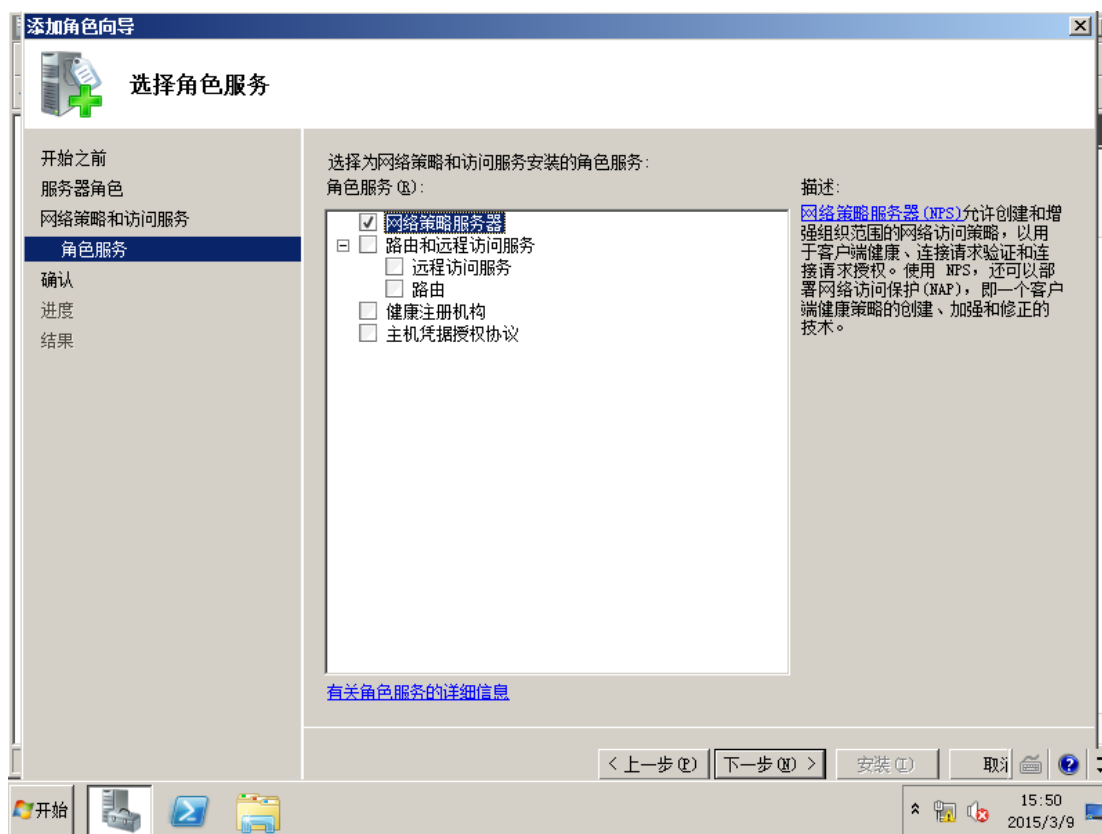 添加角色向导
选择角色服务
开始之前
服务器角色
网络策略和访问服务
角色服务
确认
进度
结果
选择为网络策略和访问服务安装的角色服务:
角色服务(R):
网络策略服务器
路由和远程访问服务
远程访问服务
路由
健康注册机构
主机凭据授权协议
有关角色服务的详细信息
描述:
网络策略服务器(NPS)允许创建和增
强组织范围的网络访问策略，以用
于客户端健康、连接请求验证和连
接请求授权。使用 NPS，还可以部
署网络访问保护(NAP)，即一个客户
端健康策略的创建、加强和修正的
技术。
< 上一步(P)
下一步(N) >
安装(I)
取
开始
15:50
2015/3/9